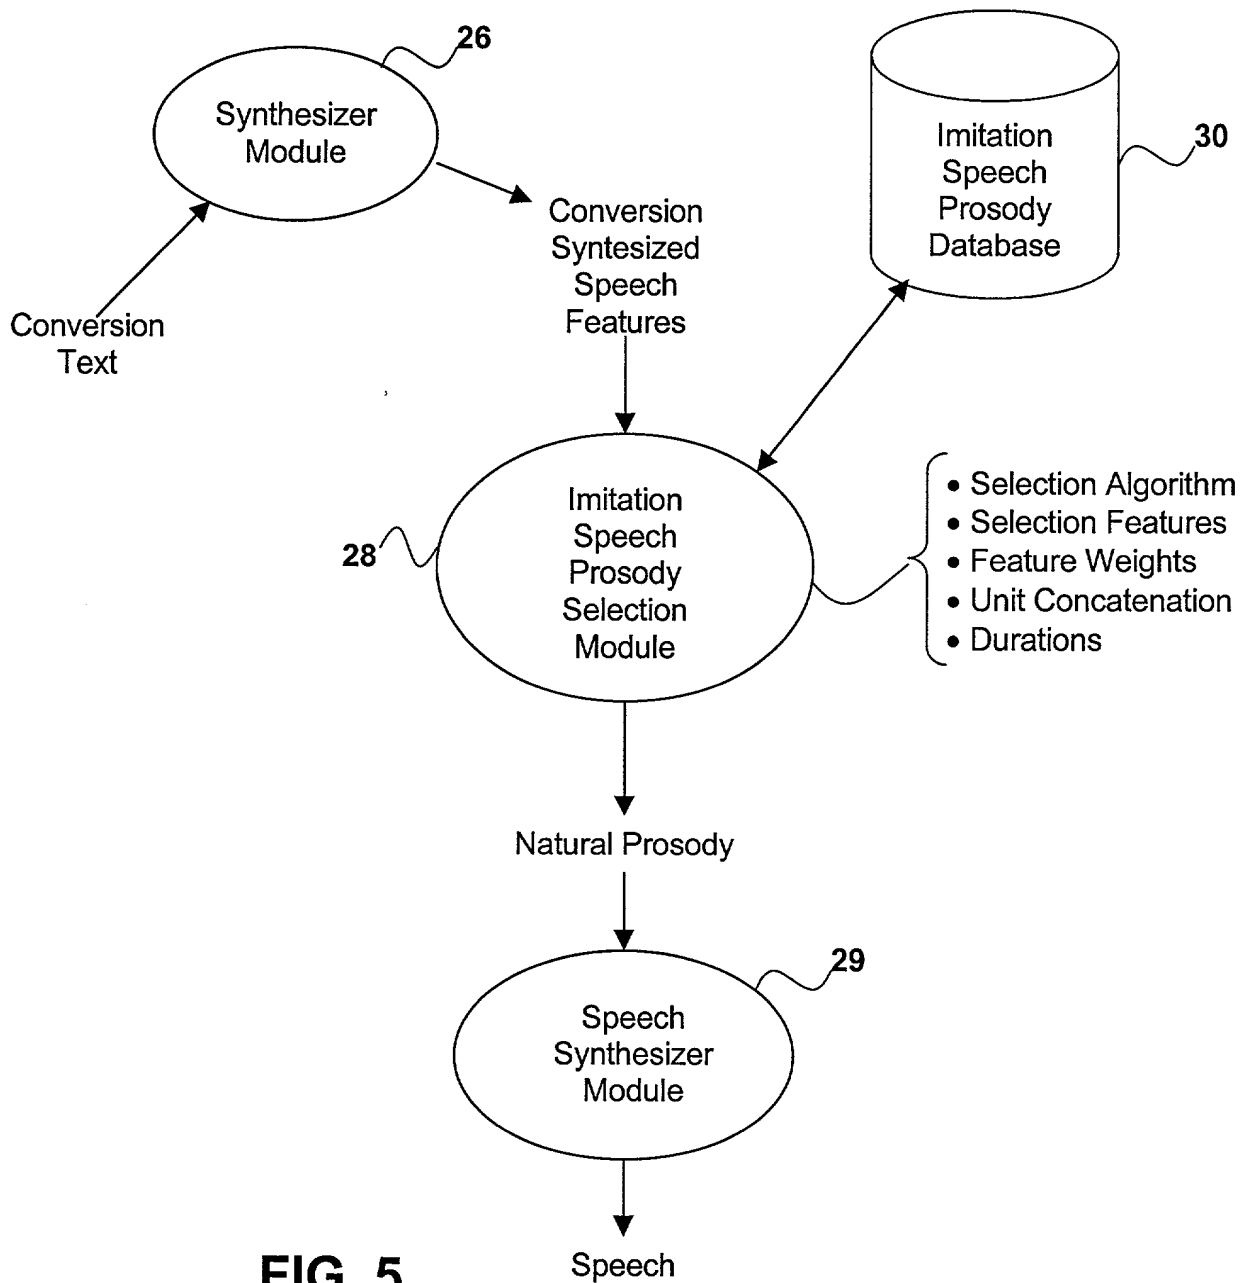 26
Synthesizer
Module
30
Imitation
Speech
Prosody
Database
Conversion
Syntesized
Speech
Features
Conversion
Text
28
Imitation
Speech
Prosody
Selection
Module
• Selection Algorithm
• Selection Features
• Feature Weights
• Unit Concatenation
• Durations
Natural Prosody
29
Speech
Synthesizer
Module
Speech
FIG. 5